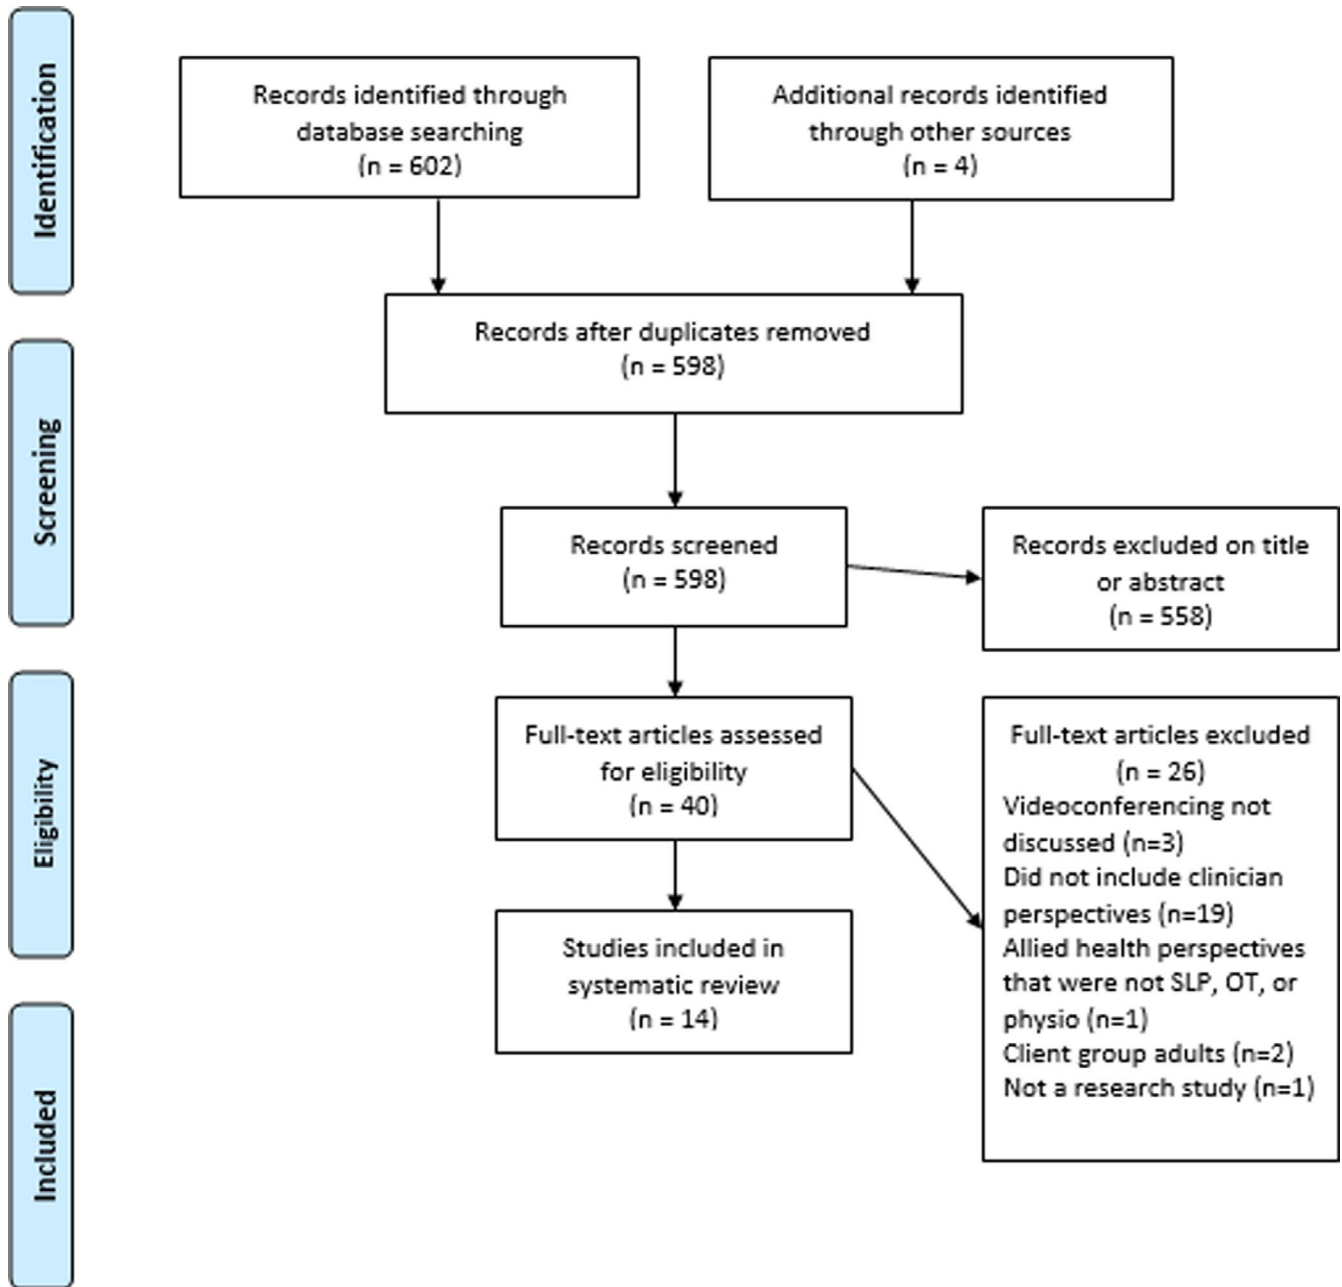 Identification
Records identified through
database searching
(n = 602)
Additional records identified
through other sources
(n = 4)
Records after duplicates removed
(n = 598)
Screening
Records screened
(n = 598)
Records excluded on title
or abstract
(n = 558)
Eligibility
Full-text articles assessed
for eligibility
(n = 40)
Full-text articles excluded
(n = 26)
Videoconferencing not
discussed (n=3)
Did not include clinician
perspectives (n=19)
Allied health perspectives
that were not SLP, OT, or
physio (n=1)
Client group adults (n=2)
Not a research study (n=1)
Studies included in
systematic review
(n = 14)
Included